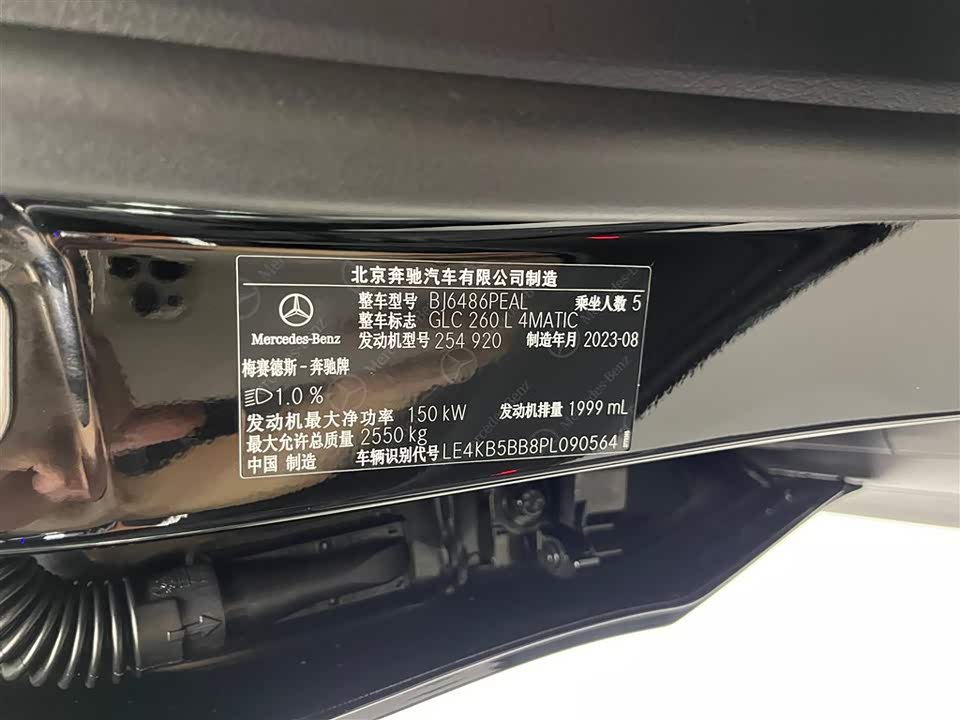 北京奔驰汽车有限公司制造
整车型号 BJ6486PEAL 乘坐人数 5
整车标志 GLC 260 L 4MATIC
Mercedes-Benz 发动机型号 254 920 制造年月 2023-08
梅赛德斯-奔驰牌
1.0 %
发动机最大净功率 150 kW 发动机排量 1999 mL
最大允许总质量 2550 kg
中国 制造 车辆识别代号 LE4KB5BB8PL090564